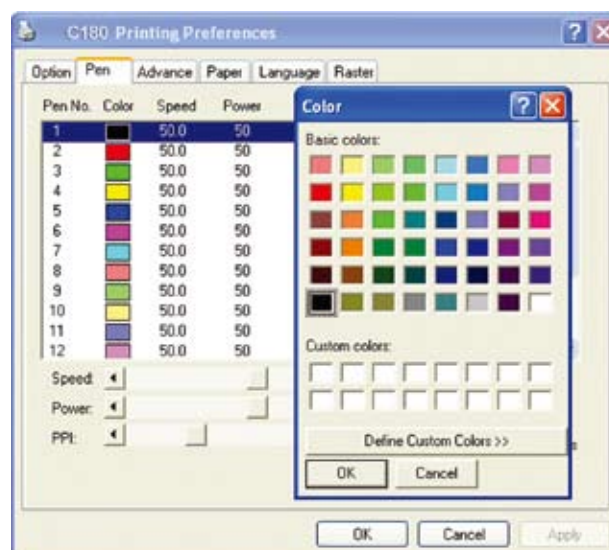 C180 Printing Preferences
Option Pen Advance Paper Language Raster
Pen No. Color Speed Power
1 50.0 50
2 50.0 50
3 50.0 50
4 50.0 50
5 50.0 50
6 50.0 50
7 50.0 50
8 50.0 50
9 50.0 50
10 50.0 50
11 50.0 50
12 50.0 50
Speed:
Power:
PPI:
Color
Basic colors:
Custom colors:
Define Custom Colors >>
OK Cancel
OK Cancel Apply